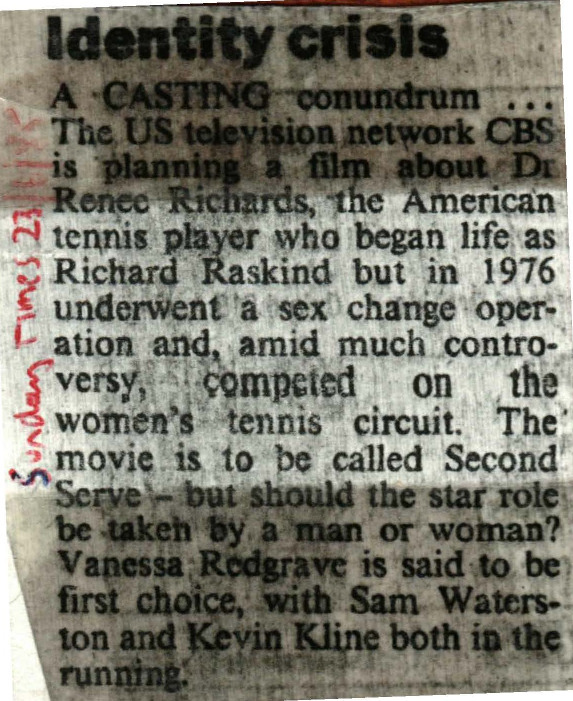 Identity crisis
A CASTING conundrum ...
The US television network CBS
is planning a film about Dr
Renee Richards, the American
tennis player who began life as
Richard Raskind but in 1976
underwent a sex change oper-
ation and, amid much contro-
versy, competed on the
women's tennis circuit. The
movie is to be called Second
Serve – but should the star role
be taken by a man or woman?
Vanessa Redgrave is said to be
first choice, with Sam Waters-
ton and Kevin Kline both in the
running.
Sunday Times